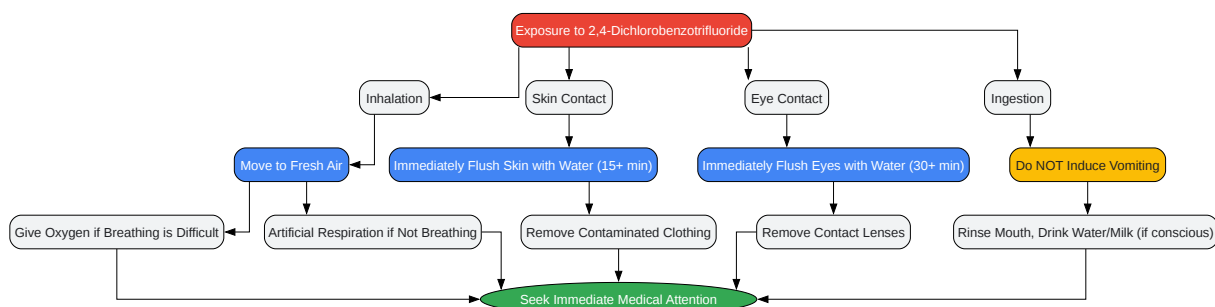 Exposure to 2,4-Dichlorobenzotrifluoride
Inhalation
Skin Contact
Eye Contact
Ingestion
Move to Fresh Air
Immediately Flush Skin with Water (15+ min)
Immediately Flush Eyes with Water (30+ min)
Do NOT Induce Vomiting
Give Oxygen if Breathing is Difficult
Artificial Respiration if Not Breathing
Remove Contaminated Clothing
Remove Contact Lenses
Rinse Mouth, Drink Water/Milk (if conscious)
Seek Immediate Medical Attention